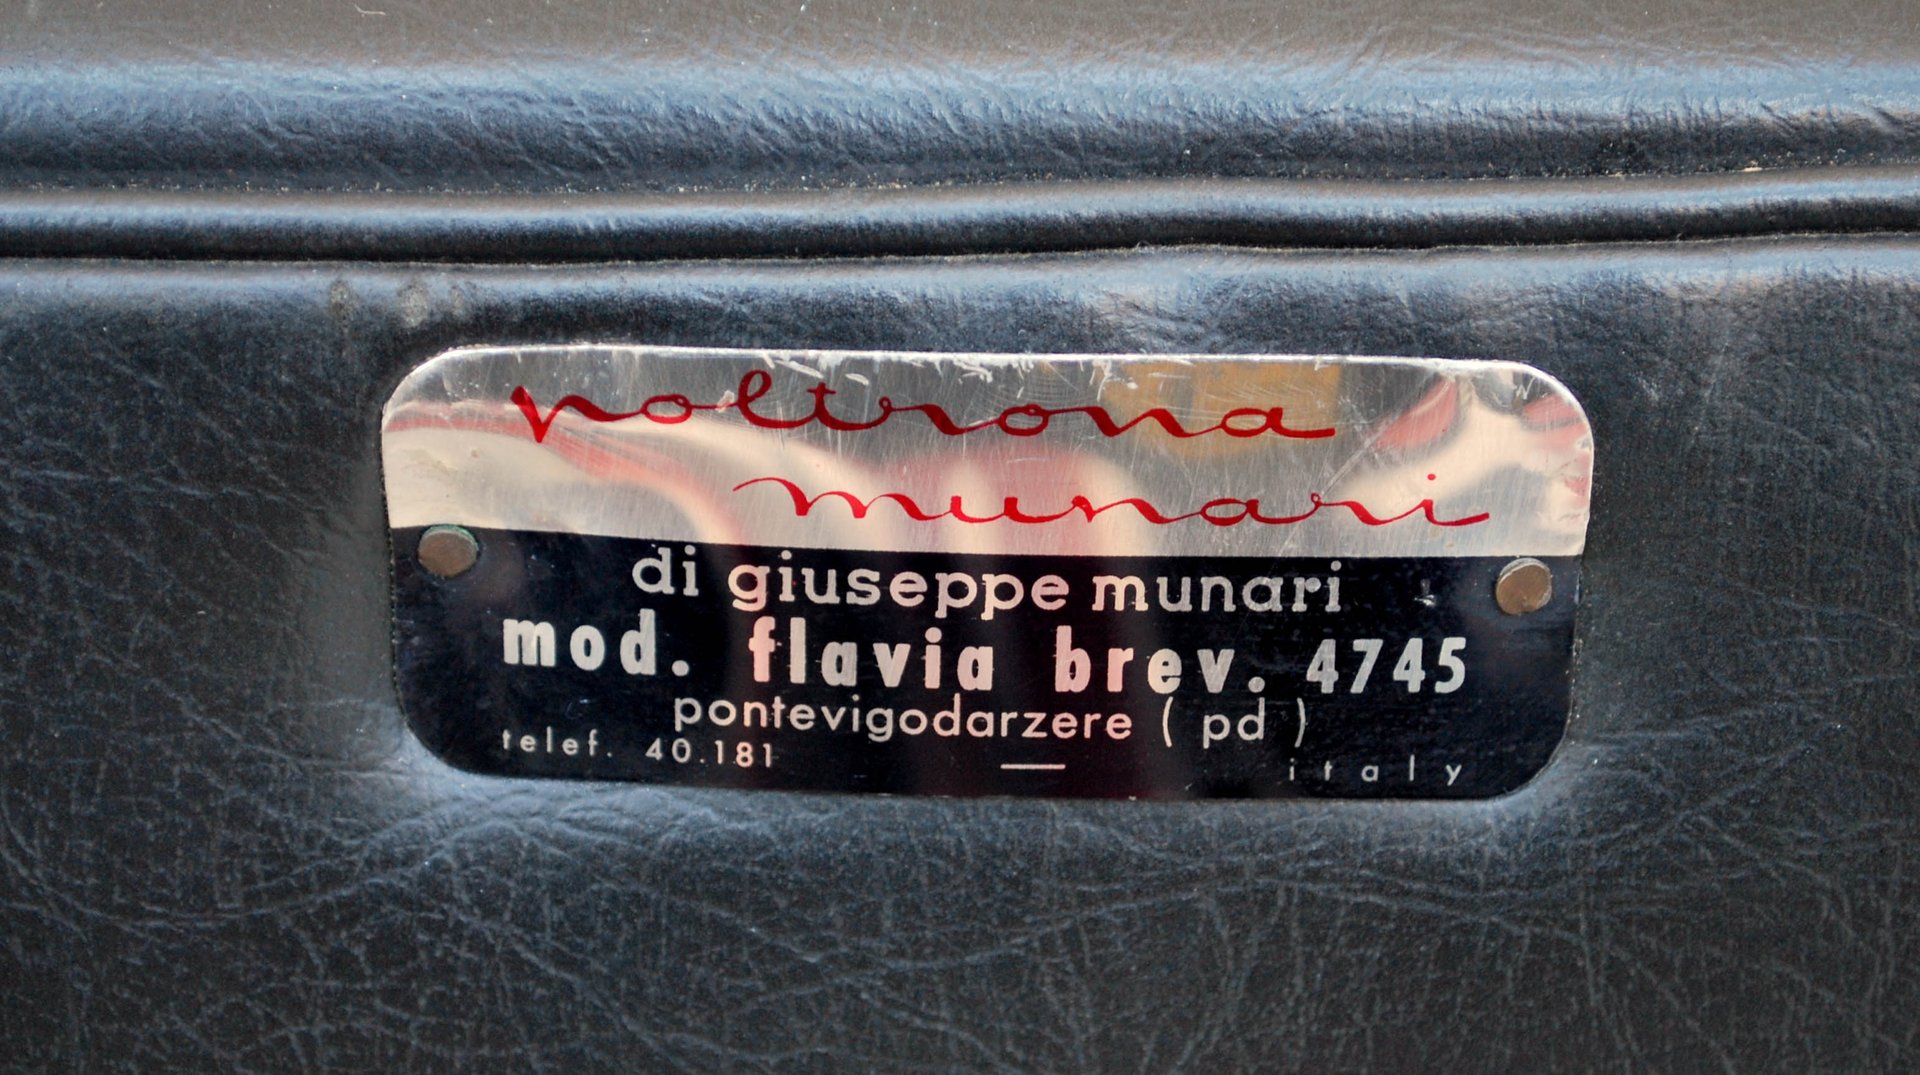 poltrona
munari
di giuseppe munari
mod. flavia brev. 4745
pontevigodarzere ( pd )
telef. 40.181 — italy